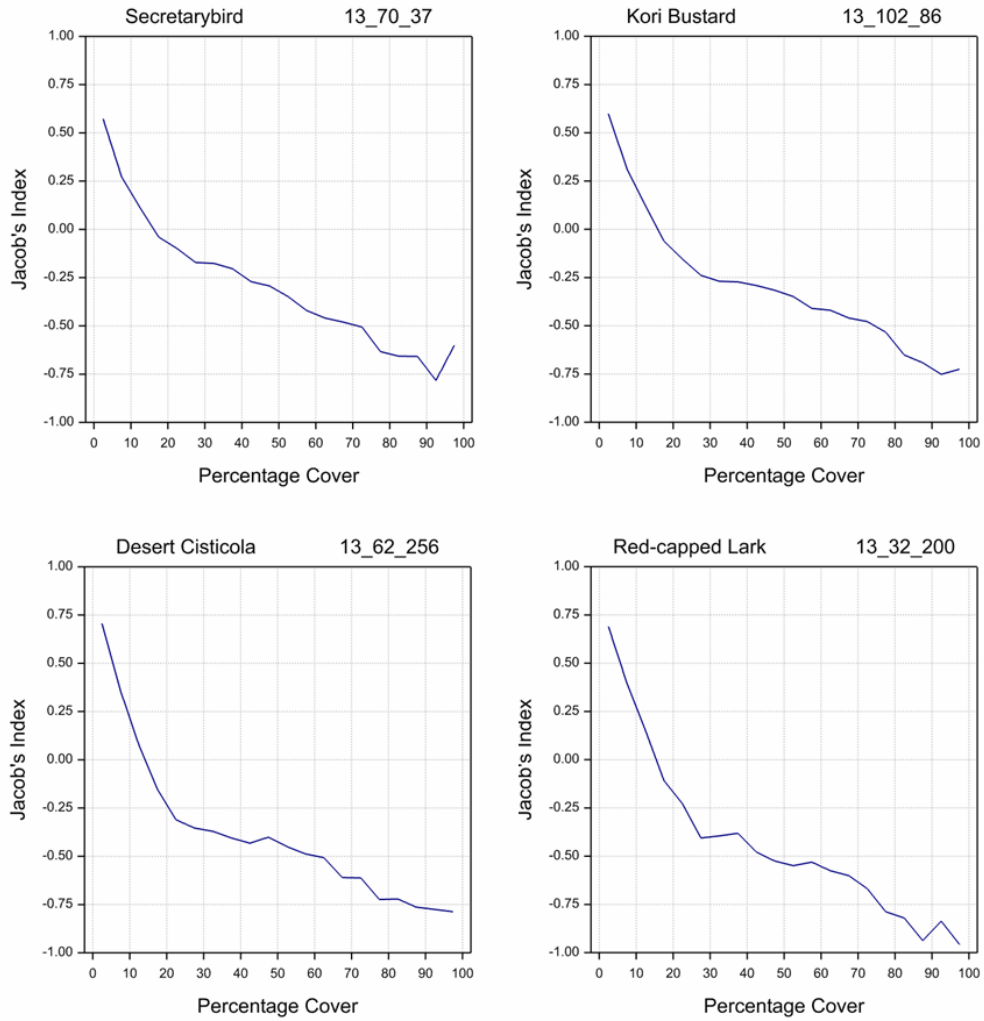 Secretarybird 13_70_37
1.00
0.75
0.50
0.25
0.00
-0.25
-0.50
-0.75
-1.00
Jacob's Index
0 10 20 30 40 50 60 70 80 90 100
Percentage Cover
Kori Bustard 13_102_86
1.00
0.75
0.50
0.25
0.00
-0.25
-0.50
-0.75
-1.00
Jacob's Index
0 10 20 30 40 50 60 70 80 90 100
Percentage Cover
Desert Cisticola 13_62_256
1.00
0.75
0.50
0.25
0.00
-0.25
-0.50
-0.75
-1.00
Jacob's Index
0 10 20 30 40 50 60 70 80 90 100
Percentage Cover
Red-capped Lark 13_32_200
1.00
0.75
0.50
0.25
0.00
-0.25
-0.50
-0.75
-1.00
Jacob's Index
0 10 20 30 40 50 60 70 80 90 100
Percentage Cover